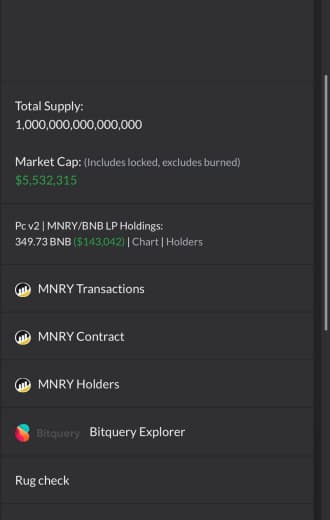 Total Supply:
1,000,000,000,000,000
Market Cap: (Includes locked, excludes burned)
$5,532,315
Pc v2 | MNRY/BNB LP Holdings:
349.73 BNB ($143,042) | Chart | Holders
MNRY Transactions
MNRY Contract
MNRY Holders
Bitquery Bitquery Explorer
Rug check